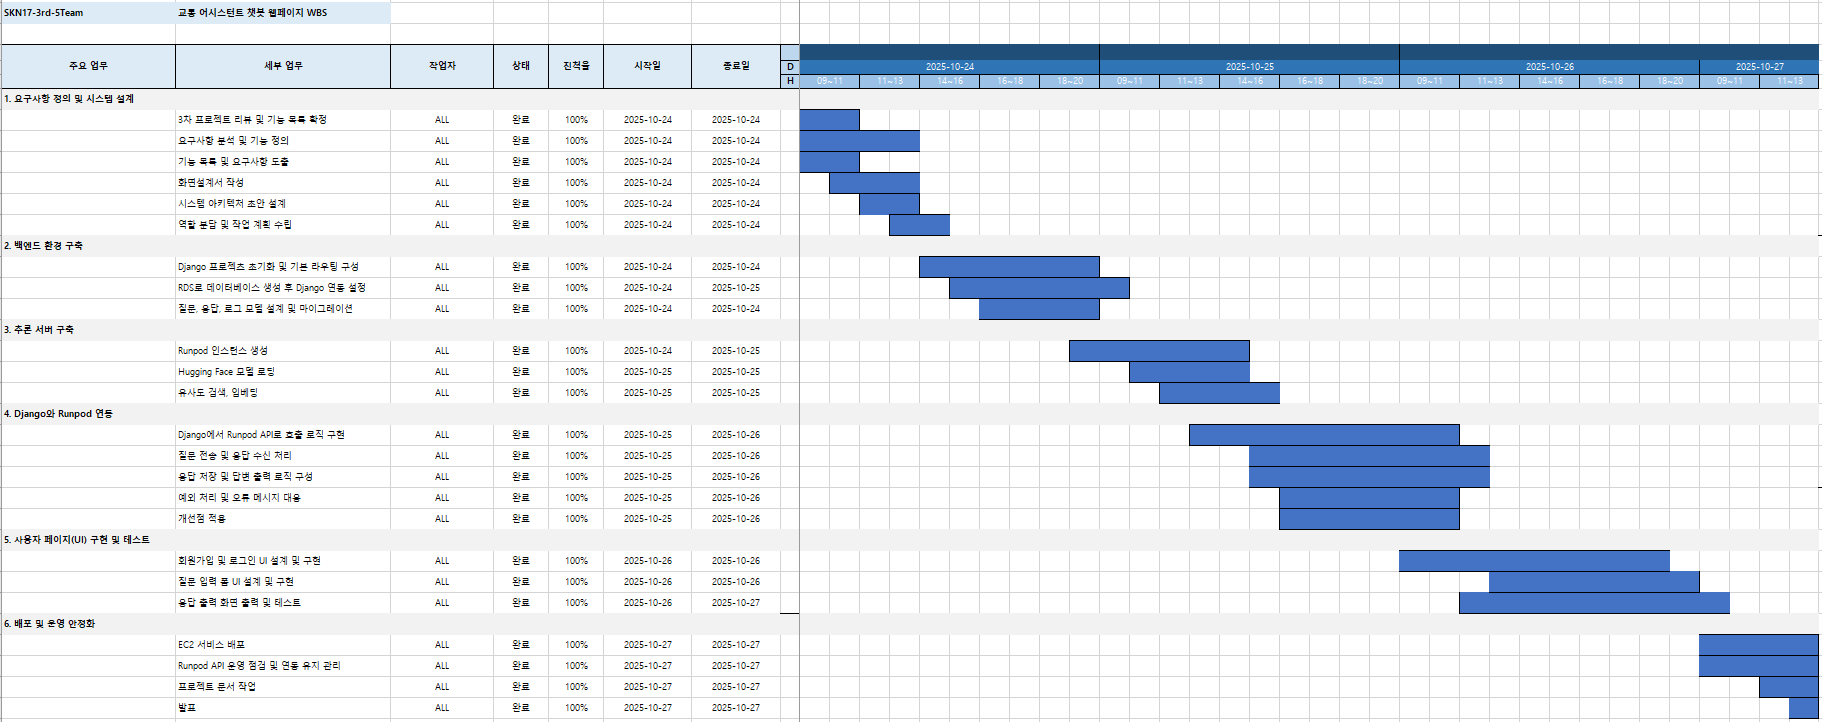 SKN17-3rd-5Team 교통 어시스턴트 챗봇 웹페이지 WBS
주요 업무 세부 업무 작업자 상태 진척율 시작일 종료일
D 2025-10-24 2025-10-25 2025-10-26 2025-10-27
H 09~11 11~13 14~16 16~18 18~20 09~11 11~13 14~16 16~18 18~20 09~11 11~13 14~16 16~18 18~20 09~11 11~13
1. 요구사항 정의 및 시스템 설계
3차 프로젝트 리뷰 및 기능 목록 확정 ALL 완료 100% 2025-10-24 2025-10-24
요구사항 분석 및 기능 정의 ALL 완료 100% 2025-10-24 2025-10-24
기능 목록 및 요구사항 도출 ALL 완료 100% 2025-10-24 2025-10-24
화면설계서 작성 ALL 완료 100% 2025-10-24 2025-10-24
시스템 아키텍처 초안 설계 ALL 완료 100% 2025-10-24 2025-10-24
역할 분담 및 작업 계획 수립 ALL 완료 100% 2025-10-24 2025-10-24
2. 백엔드 환경 구축
Django 프로젝츠 초기화 및 기본 라우팅 구성 ALL 완료 100% 2025-10-24 2025-10-24
RDS로 데이터베이스 생성 후 Django 연동 설정 ALL 완료 100% 2025-10-24 2025-10-25
질문, 응답, 로그 모델 설계 및 마이그레이션 ALL 완료 100% 2025-10-24 2025-10-24
3. 추론 서버 구축
Runpod 인스턴스 생성 ALL 완료 100% 2025-10-24 2025-10-25
Hugging Face 모델 로딩 ALL 완료 100% 2025-10-25 2025-10-25
유사도 검색, 임베딩 ALL 완료 100% 2025-10-25 2025-10-25
4. Django와 Runpod 연동
Django에서 Runpod API로 호출 로직 구현 ALL 완료 100% 2025-10-25 2025-10-26
질문 전송 및 응답 수신 처리 ALL 완료 100% 2025-10-25 2025-10-26
응답 저장 및 답변 출력 로직 구성 ALL 완료 100% 2025-10-25 2025-10-26
예외 처리 및 오류 메시지 대응 ALL 완료 100% 2025-10-25 2025-10-26
개선점 적용 ALL 완료 100% 2025-10-25 2025-10-26
5. 사용자 페이지(UI) 구현 및 테스트
회원가입 및 로그인 UI 설계 및 구현 ALL 완료 100% 2025-10-26 2025-10-26
질문 입력 폼 UI 설계 및 구현 ALL 완료 100% 2025-10-26 2025-10-26
응답 출력 화면 출력 및 테스트 ALL 완료 100% 2025-10-26 2025-10-27
6. 배포 및 운영 안정화
EC2 서비스 배포 ALL 완료 100% 2025-10-27 2025-10-27
Runpod API 운영 점검 및 연동 유지 관리 ALL 완료 100% 2025-10-27 2025-10-27
프로젝트 문서 작업 ALL 완료 100% 2025-10-27 2025-10-27
발표 ALL 완료 100% 2025-10-27 2025-10-27